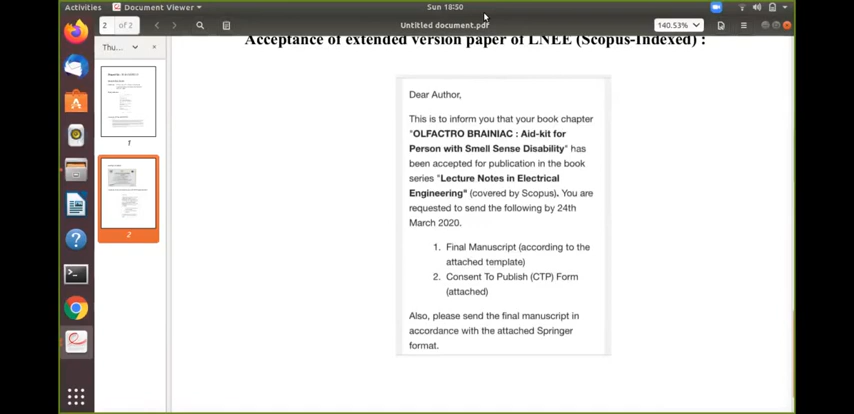 Activities Document Viewer Sun 18:50
2 of 2 Untitled document.pdf 140.53%
Thu...
1
2
Acceptance of extended version paper of LNEE (Scopus-Indexed) :
Dear Author,
This is to inform you that your book chapter
"OLFACTRO BRAINIAC : Aid-kit for
Person with Smell Sense Disability" has
been accepted for publication in the book
series "Lecture Notes in Electrical
Engineering" (covered by Scopus). You are
requested to send the following by 24th
March 2020.
1. Final Manuscript (according to the
attached template)
2. Consent To Publish (CTP) Form
(attached)
Also, please send the final manuscript in
accordance with the attached Springer
format.